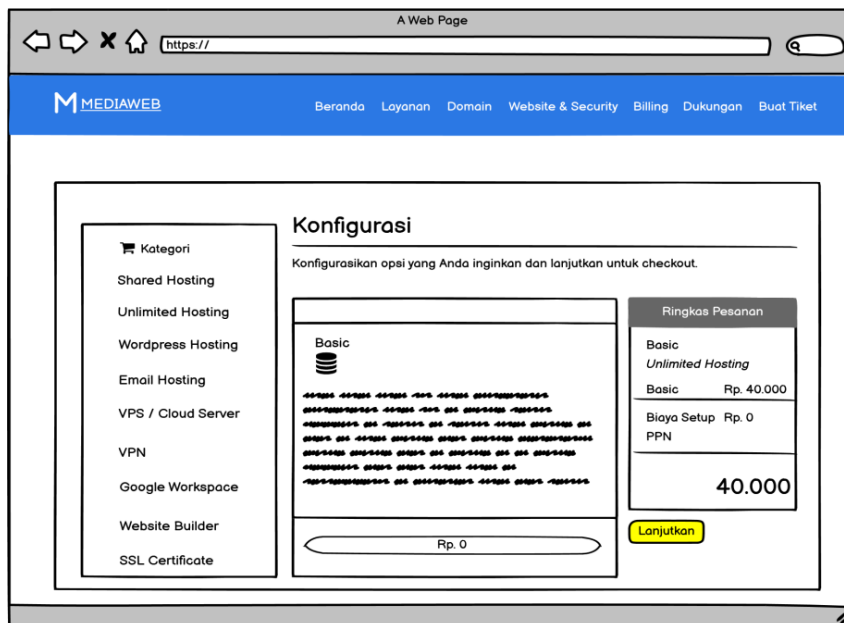 A Web Page
https://
MEDIAWEB
Beranda Layanan Domain Website & Security Billing Dukungan Buat Tiket
Kategori
Shared Hosting
Unlimited Hosting
Wordpress Hosting
Email Hosting
VPS / Cloud Server
VPN
Google Workspace
Website Builder
SSL Certificate
Konfigurasi
Konfigurasikan opsi yang Anda inginkan dan lanjutkan untuk checkout.
Basic
Rp. 0
Ringkas Pesanan
Basic
Unlimited Hosting
Basic Rp. 40.000
Biaya Setup Rp. 0
PPN
40.000
Lanjutkan